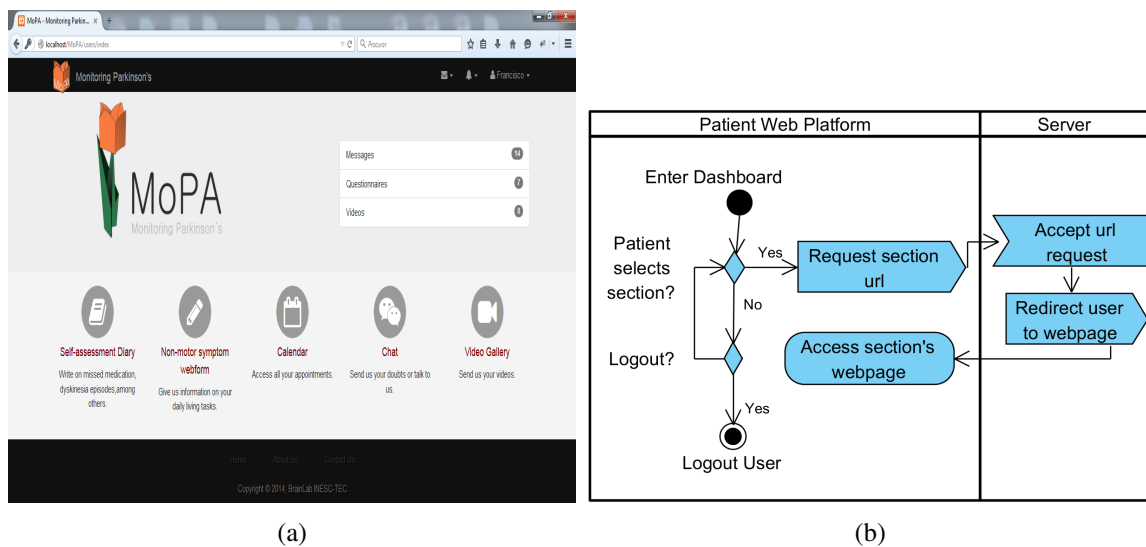 MoPA - Monitoring Parkin... x +
localhost/MoPA/users/index
Procurar
Monitoring Parkinson's
Francisco
MoPA
Monitoring Parkinson's
Messages 14
Questionnaires 7
Videos 8
Self-assessment Diary
Write on missed medication,
dyskinesia episodes,among
others.
Non-motor symptom
webform
Give us information on your
daily living tasks.
Calendar
Access all your appointments.
Chat
Send us your doubts or talk to
us.
Video Gallery
Send us your videos.
Home About Us Contact Us
Copyright © 2014, BrainLab INESC-TEC
(a)
Patient Web Platform
Server
Enter Dashboard
Patient
selects
section?
Yes
Request section
url
Accept url
request
No
Redirect user
to webpage
Logout?
Access section's
webpage
Yes
Logout User
(b)